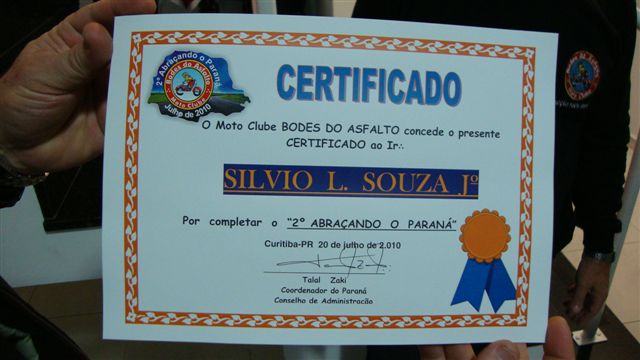 2º Abraçando o Paraná
Bodes do Asfalto
Moto Clube
Julho de 2010
CERTIFICADO
O Moto Clube BODES DO ASFALTO concede o presente
CERTIFICADO ao Ir∴
SILVIO L. SOUZA Jº
Por completar o “2º ABRAÇANDO O PARANÁ”
Curitiba-PR 20 de julho de 2.010
Talal Zaki
Coordenador do Paraná
Conselho de Administração